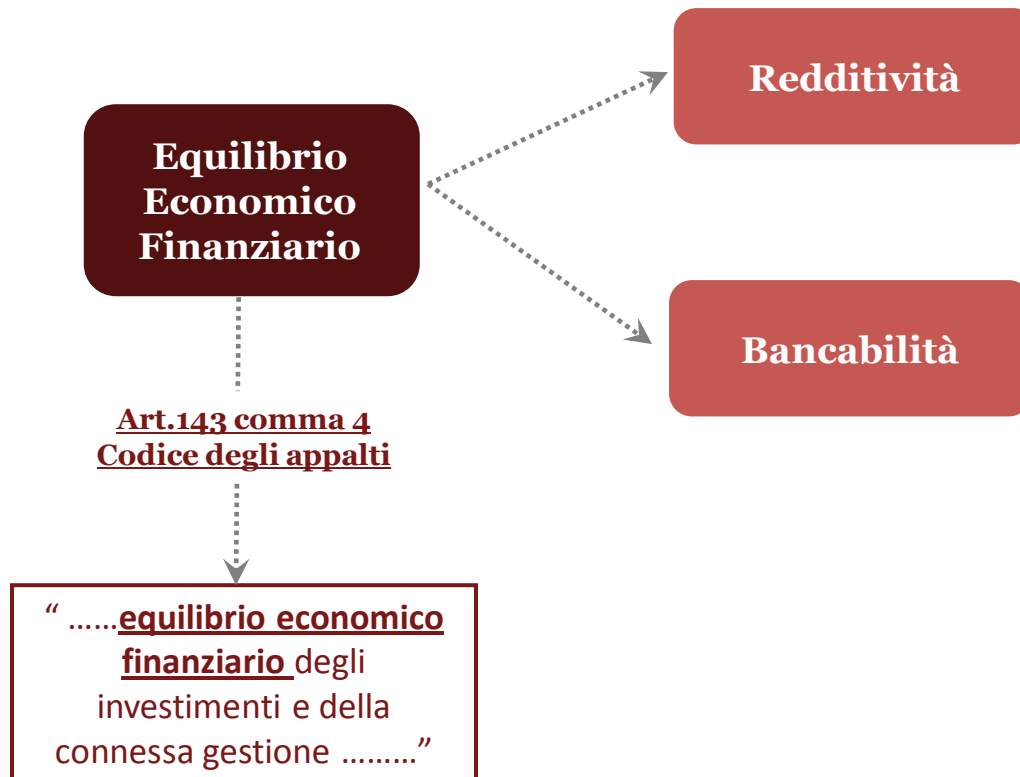 Equilibrio
Economico
Finanziario
Redditività
Bancabilità
Art.143 comma 4
Codice degli appalti
“ ……equilibrio economico
finanziario degli
investimenti e della
connessa gestione ………”